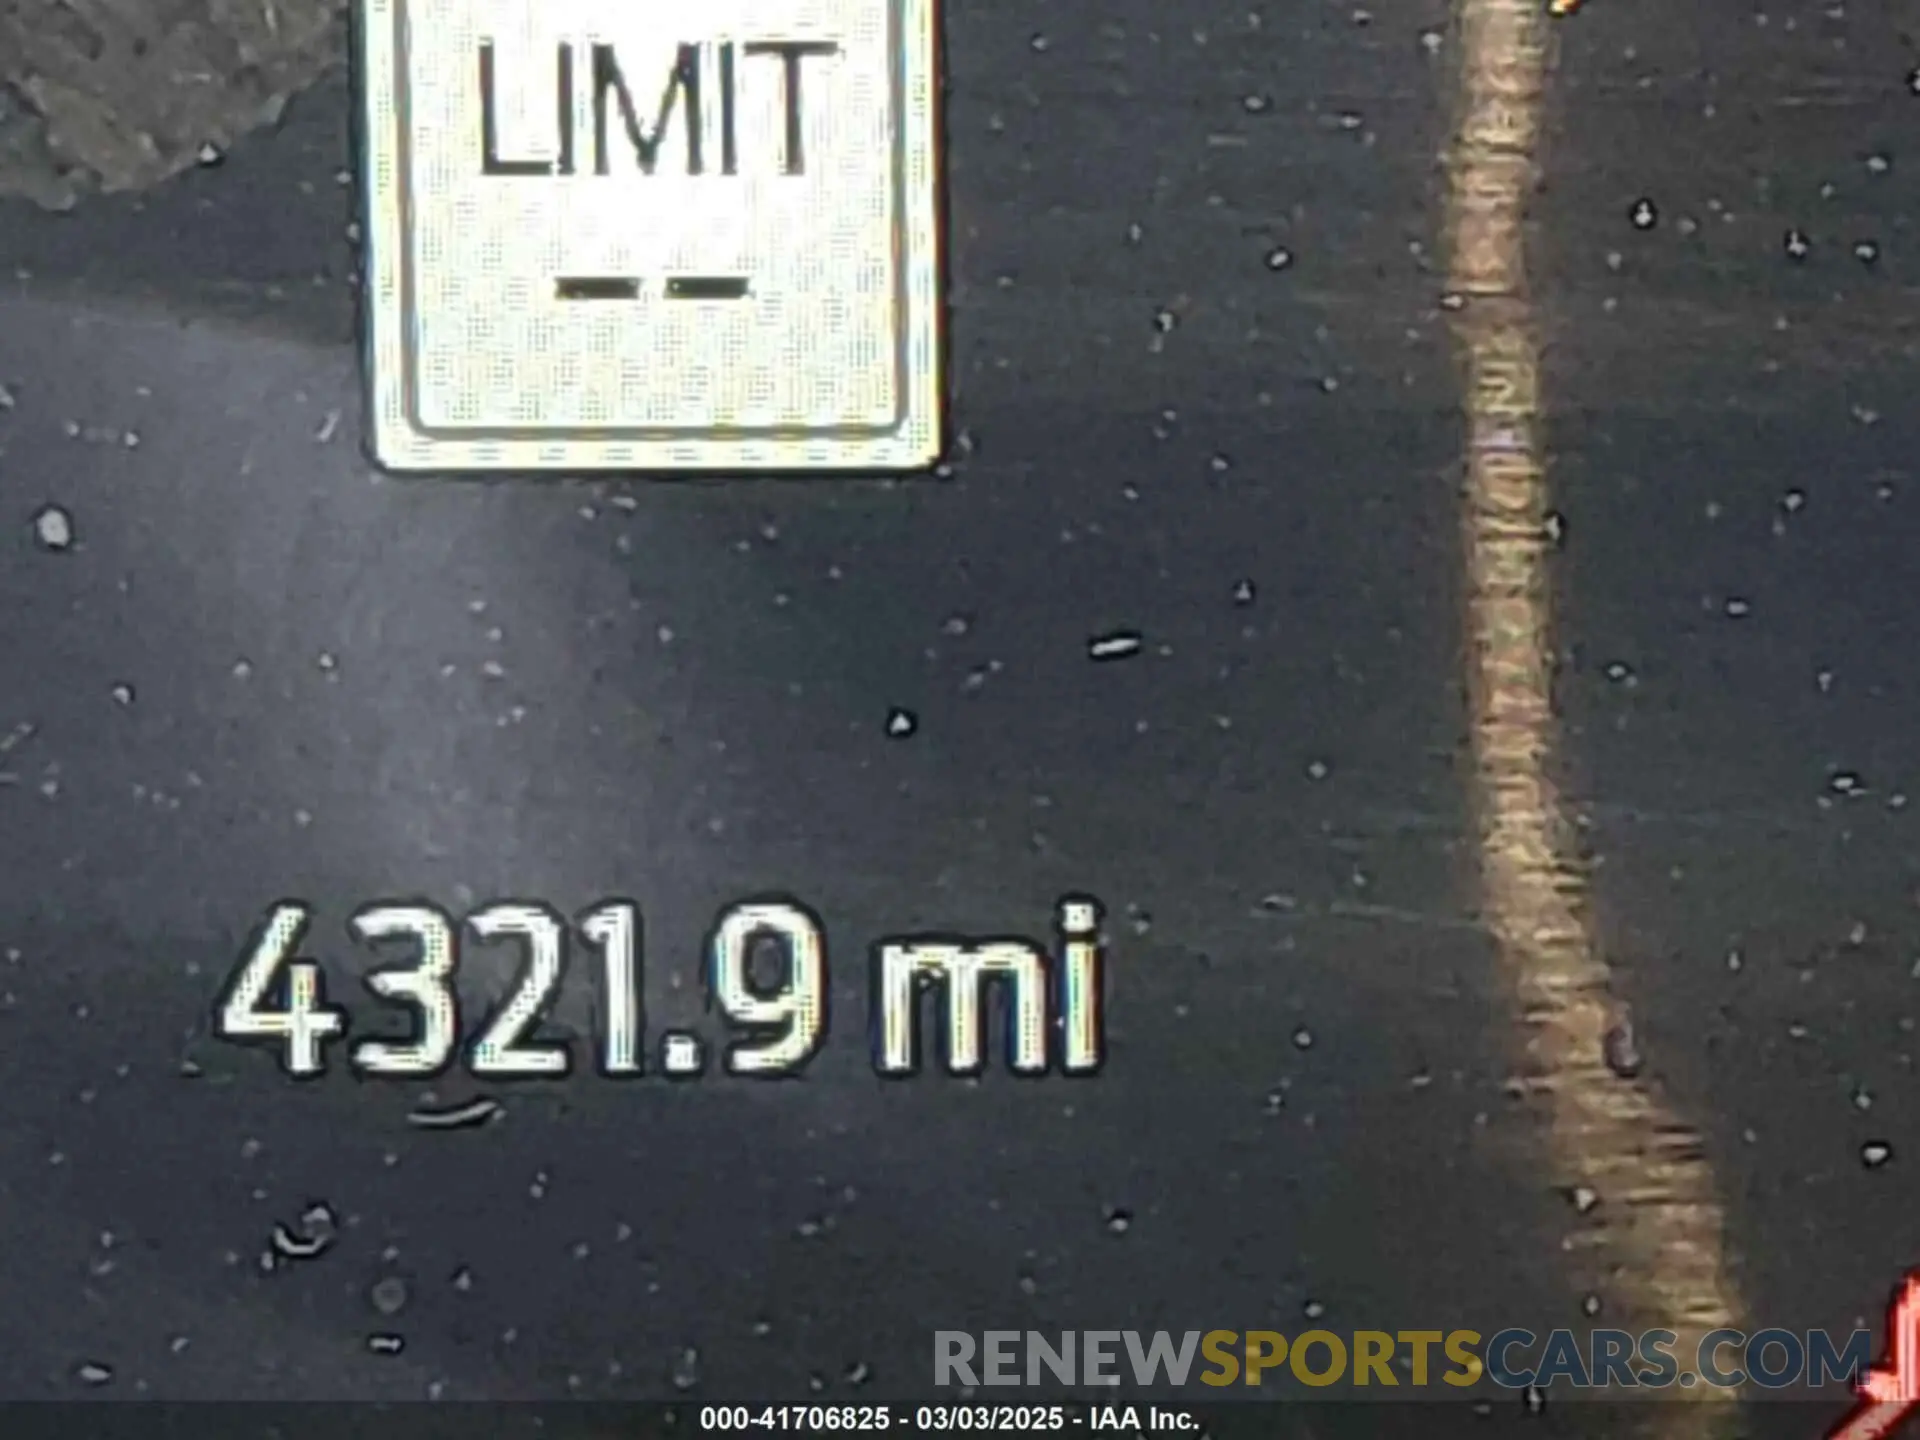 LIMIT
--
4321.9 mi
RENEWSPORTSCARS.COM
000-41706825 - 03/03/2025 - IAA Inc.